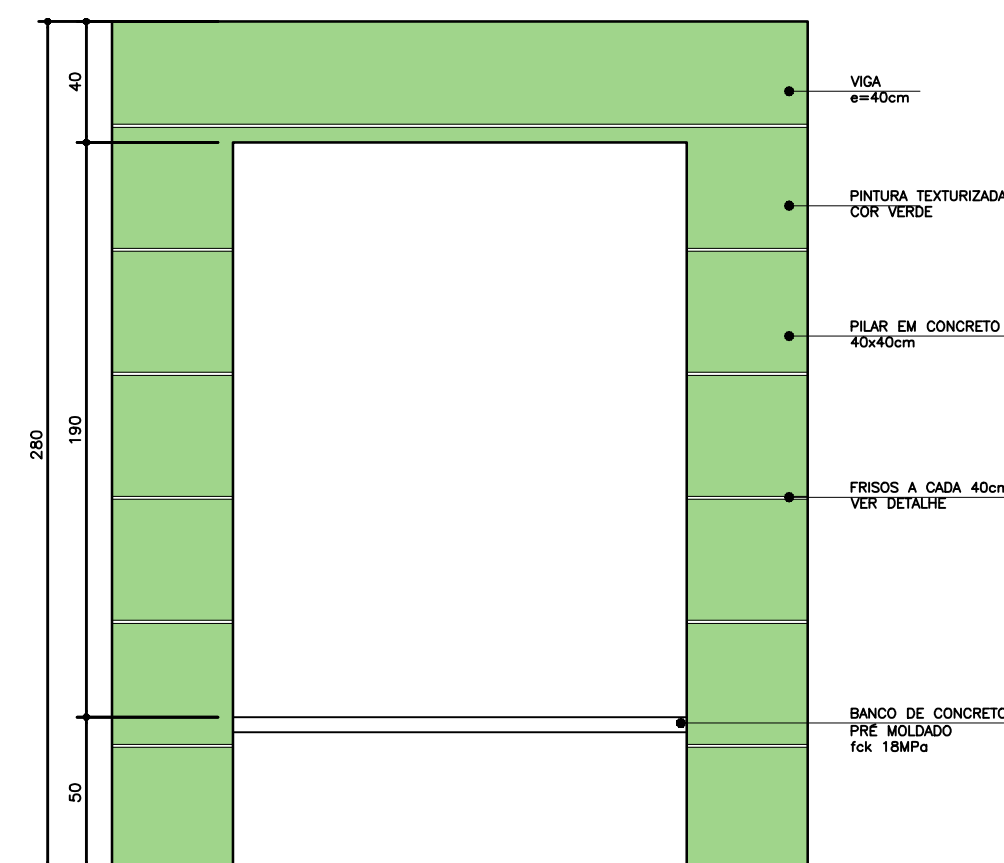 40
VIGA
e=40cm
PINTURA TEXTURIZADA
COR VERDE
PILAR EM CONCRETO
40x40cm
280
190
FRISOS A CADA 40cm
VER DETALHE
BANCO DE CONCRETO
PRÉ MOLDADO
fck 18MPa
50